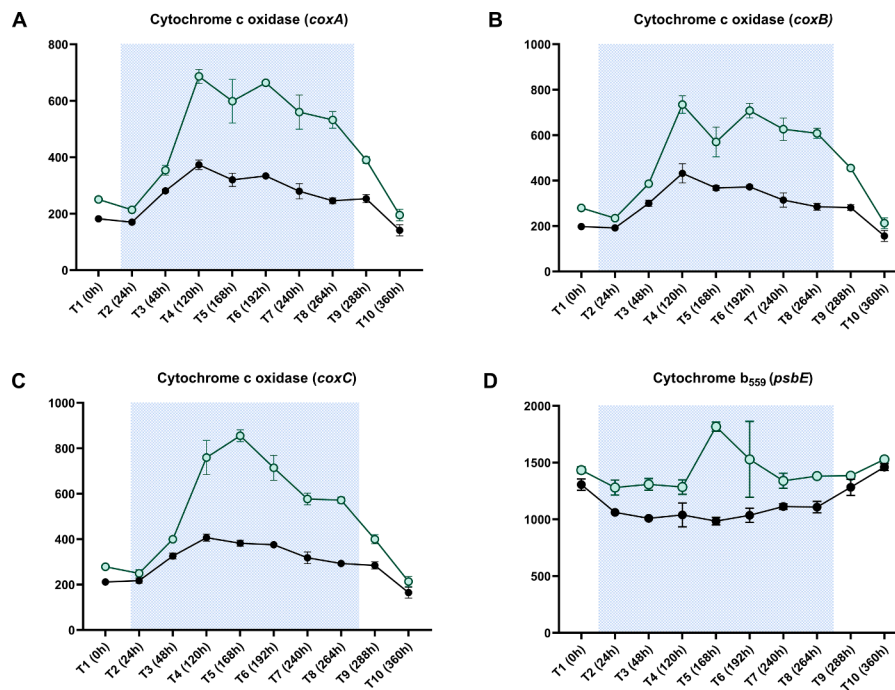 A
Cytochrome c oxidase (coxA)
800
600
400
200
0
T1 (0h)
T2 (24h)
T3 (48h)
T4 (120h)
T5 (168h)
T6 (192h)
T7 (240h)
T8 (264h)
T9 (288h)
T10 (360h)
B
Cytochrome c oxidase (coxB)
1000
800
600
400
200
0
T1 (0h)
T2 (24h)
T3 (48h)
T4 (120h)
T5 (168h)
T6 (192h)
T7 (240h)
T8 (264h)
T9 (288h)
T10 (360h)
C
Cytochrome c oxidase (coxC)
1000
800
600
400
200
0
T1 (0h)
T2 (24h)
T3 (48h)
T4 (120h)
T5 (168h)
T6 (192h)
T7 (240h)
T8 (264h)
T9 (288h)
T10 (360h)
D
Cytochrome b₅₅₉ (psbE)
2000
1500
1000
500
0
T1 (0h)
T2 (24h)
T3 (48h)
T4 (120h)
T5 (168h)
T6 (192h)
T7 (240h)
T8 (264h)
T9 (288h)
T10 (360h)